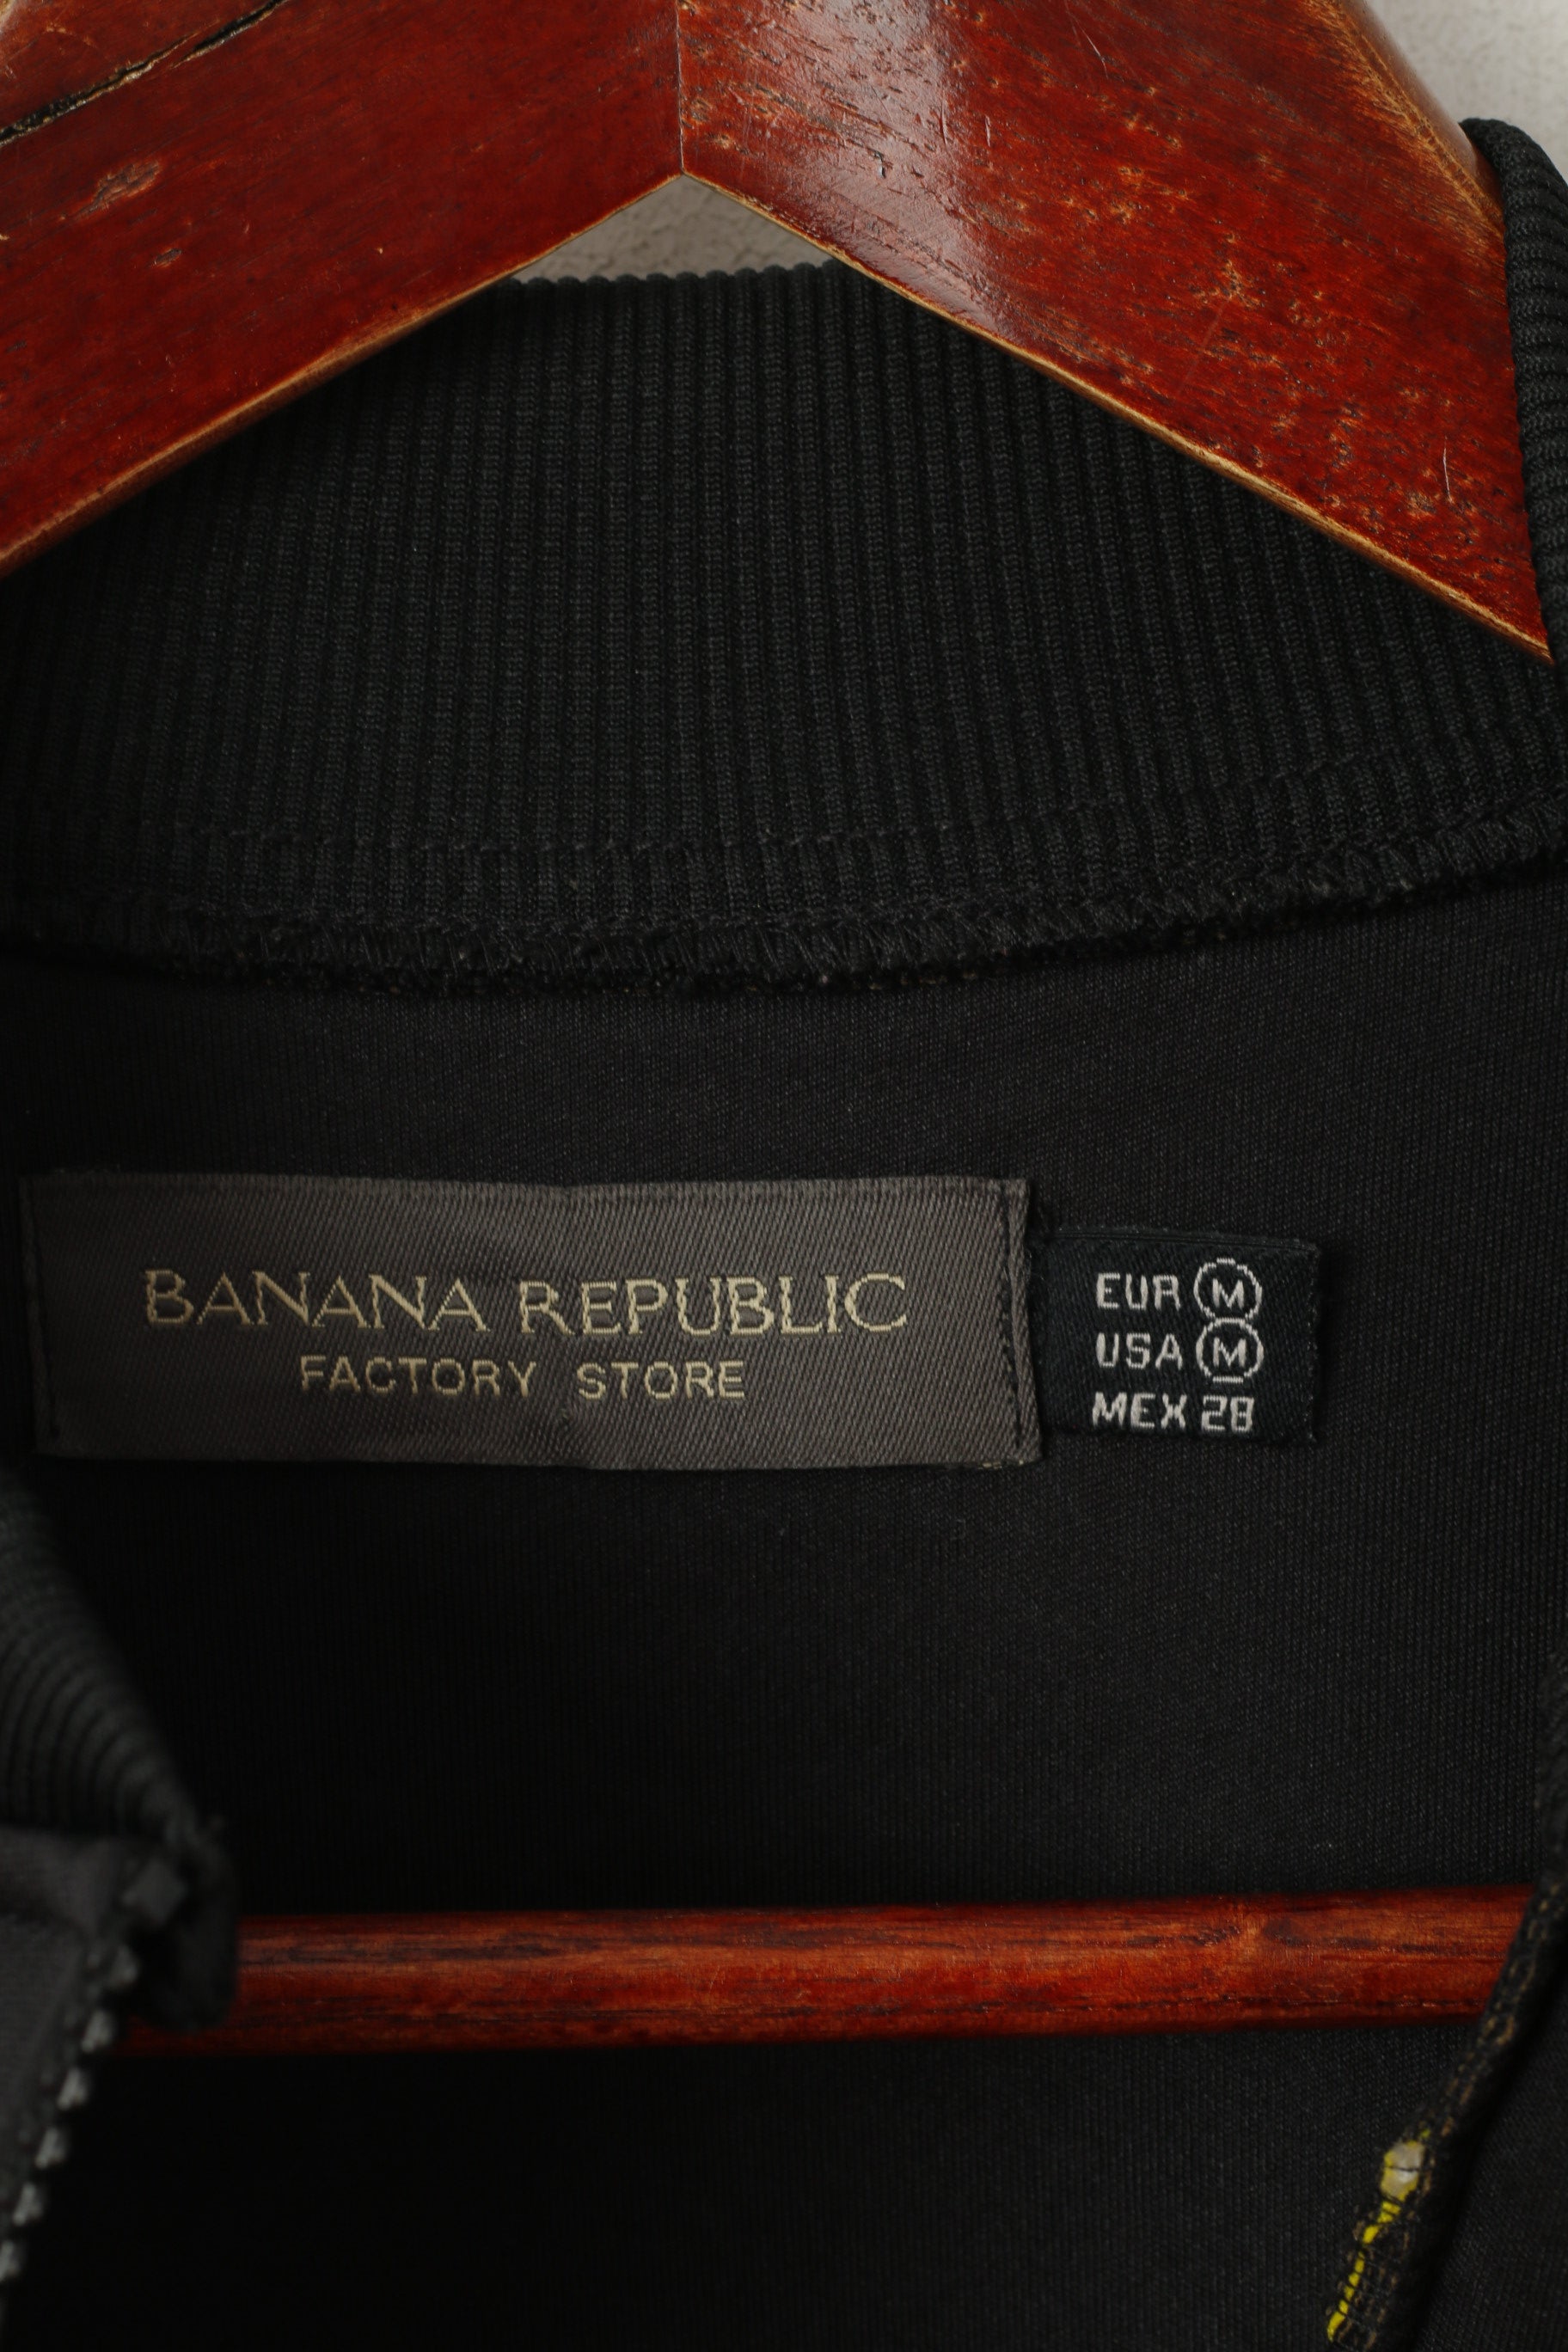 BANANA REPUBLIC
FACTORY STORE
EUR M
USA M
MEX 28